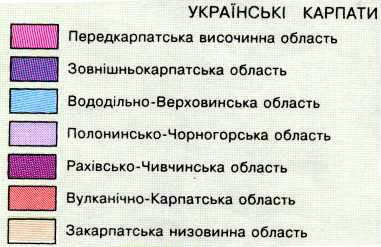 УКРАЇНСЬКІ КАРПАТИ
Передкарпатська височинна область
Зовнішньокарпатська область
Вододільно-Верховинська область
Полонинсько-Чорногорська область
Рахівсько-Чивчинська область
Вулканічно-Карпатська область
Закарпатська низовинна область